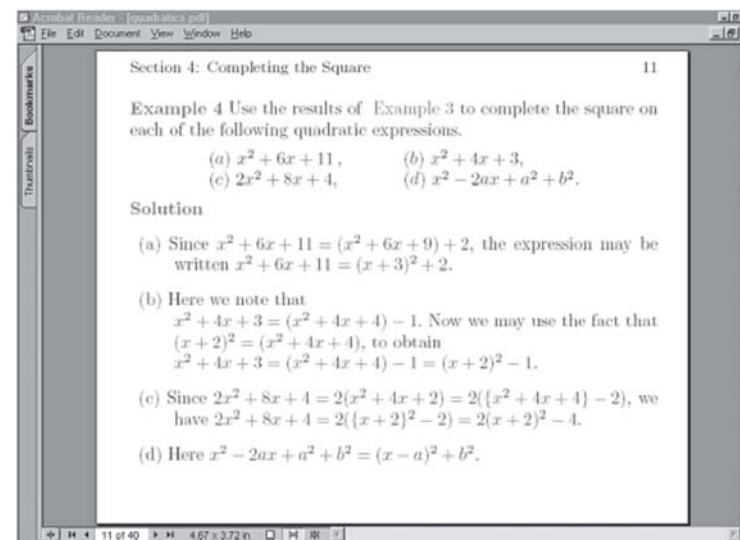 Acrobat Reader - [quadratics.pdf]
File Edit Document View Window Help
Bookmarks
Thumbnails
Section 4: Completing the Square 11
Example 4 Use the results of Example 3 to complete the square on
each of the following quadratic expressions.
(a) x² + 6x + 11, (b) x² + 4x + 3,
(c) 2x² + 8x + 4, (d) x² − 2ax + a² + b².
Solution
(a) Since x² + 6x + 11 = (x² + 6x + 9) + 2, the expression may be
written x² + 6x + 11 = (x + 3)² + 2.
(b) Here we note that
x² + 4x + 3 = (x² + 4x + 4) − 1. Now we may use the fact that
(x + 2)² = (x² + 4x + 4), to obtain
x² + 4x + 3 = (x² + 4x + 4) − 1 = (x + 2)² − 1.
(c) Since 2x² + 8x + 4 = 2(x² + 4x + 2) = 2({x² + 4x + 4} − 2), we
have 2x² + 8x + 4 = 2({x + 2}² − 2) = 2(x + 2)² − 4.
(d) Here x² − 2ax + a² + b² = (x − a)² + b².
11 of 40 4.67 x 3.72 in